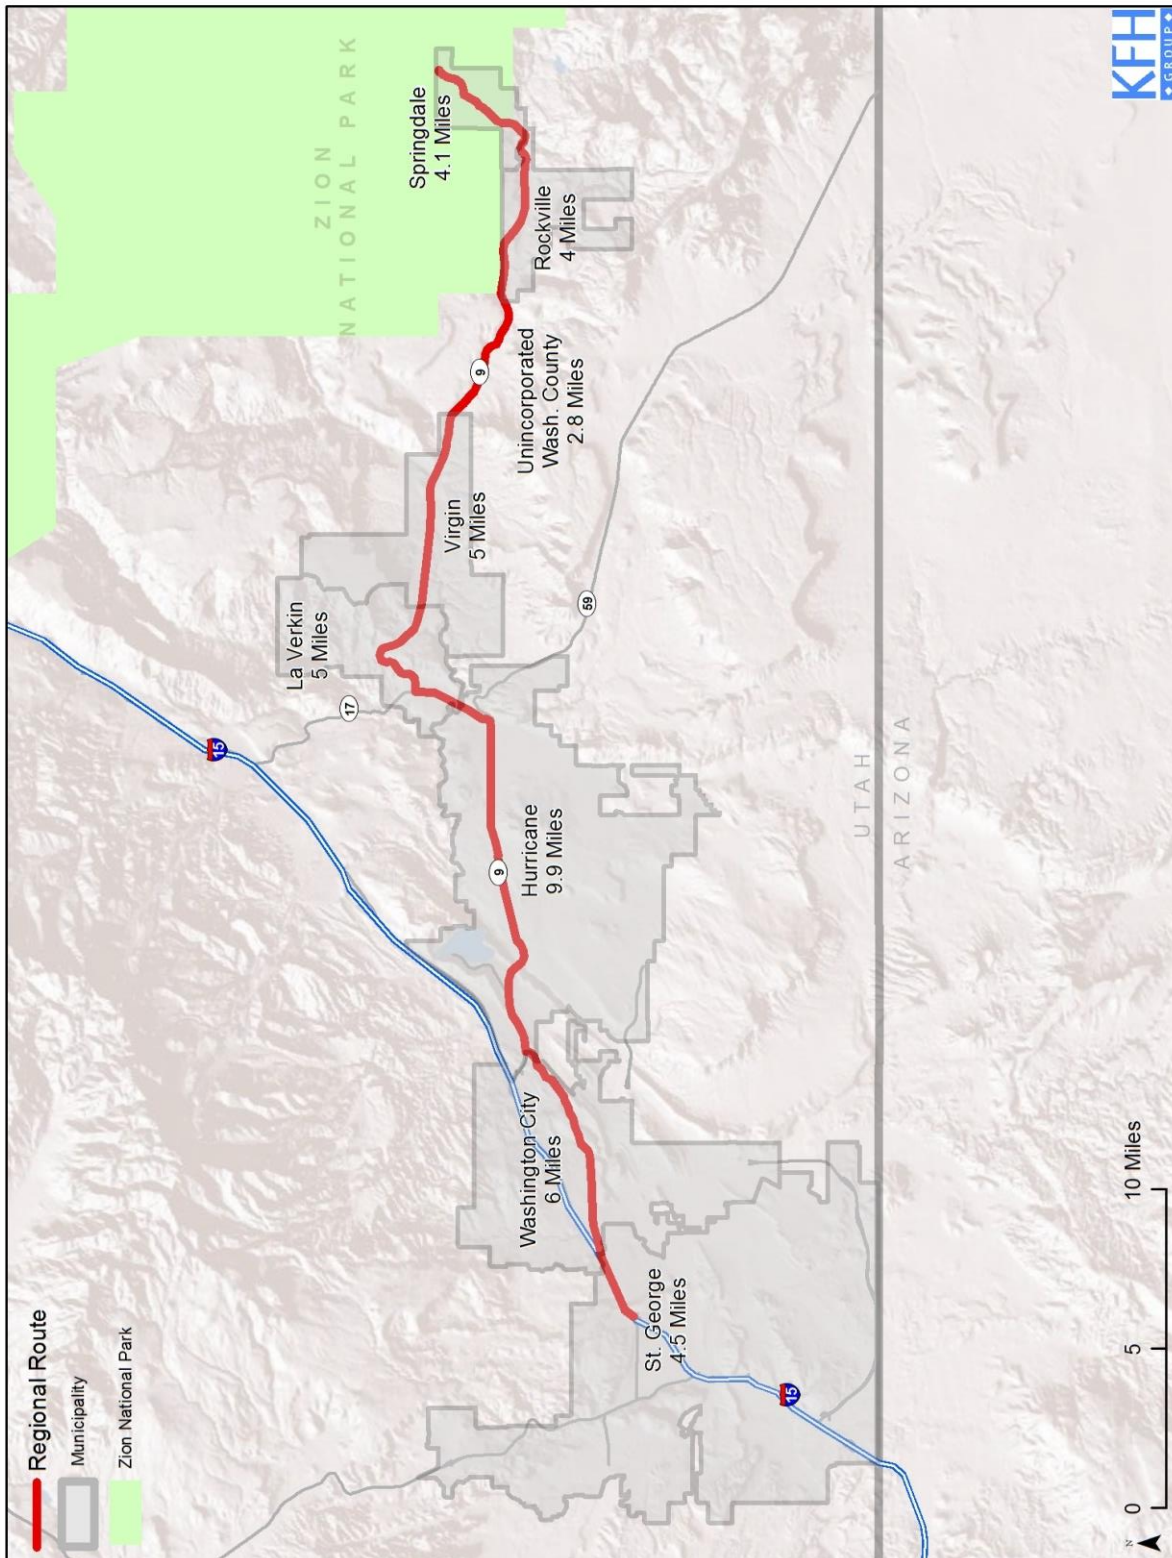 Regional Route
Municipality
Zion National Park
ZION
NATIONAL PARK
Springdale
4.1 Miles
Rockville
4 Miles
9
Unincorporated
Wash. County
2.8 Miles
Virgin
5 Miles
La Verkin
5 Miles
17
15
59
Hurricane
9.9 Miles
9
Washington City
6 Miles
St. George
4.5 Miles
15
UTAH
ARIZONA
N
0 5 10 Miles
KFH
GROUP